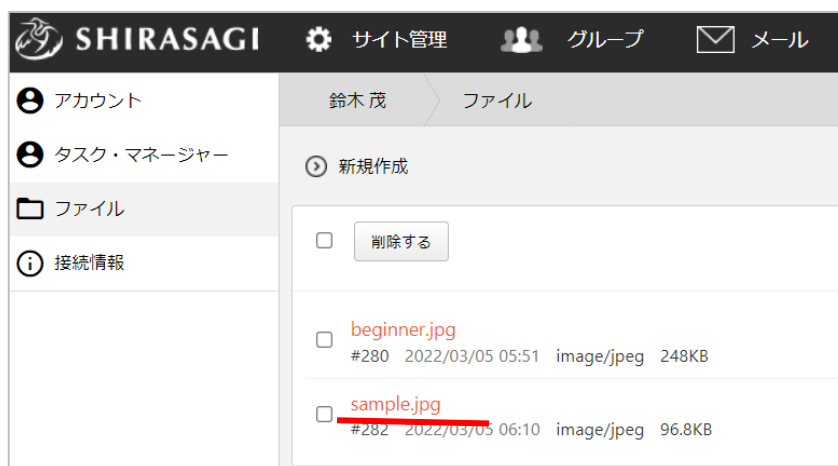 SHIRASAGI サイト管理 グループ メール
アカウント
タスク・マネージャー
ファイル
接続情報
鈴木 茂 ファイル
新規作成
削除する
beginner.jpg
#280 2022/03/05 05:51 image/jpeg 248KB
sample.jpg
#282 2022/03/05 06:10 image/jpeg 96.8KB